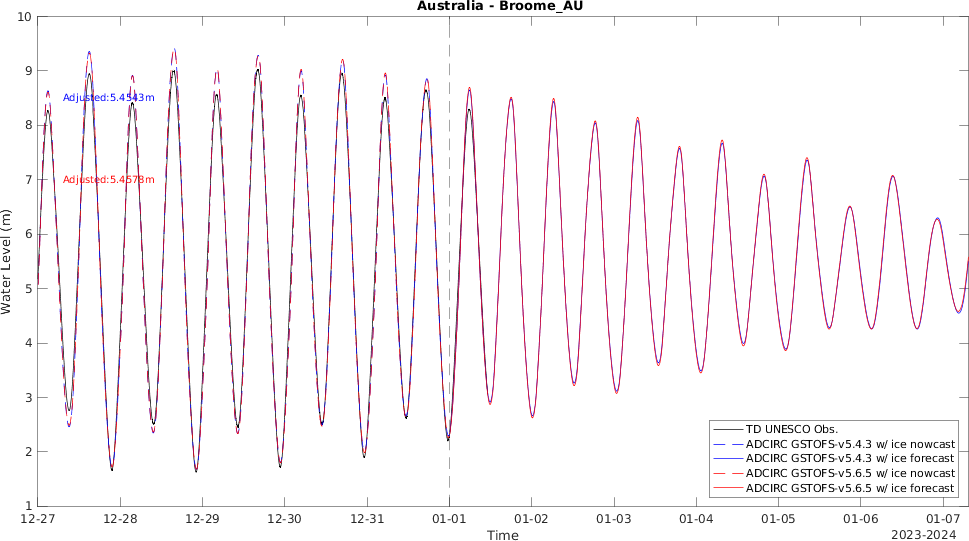 Australia - Broome_AU
10
9
8
7
6
5
4
3
2
1
Water Level (m)
Adjusted:5.4543m
Adjusted:5.4573m
TD UNESCO Obs.
ADCIRC GSTOFS-v5.4.3 w/ ice nowcast
ADCIRC GSTOFS-v5.4.3 w/ ice forecast
ADCIRC GSTOFS-v5.6.5 w/ ice nowcast
ADCIRC GSTOFS-v5.6.5 w/ ice forecast
12-27 12-28 12-29 12-30 12-31 01-01 01-02 01-03 01-04 01-05 01-06 01-07
Time
2023-2024